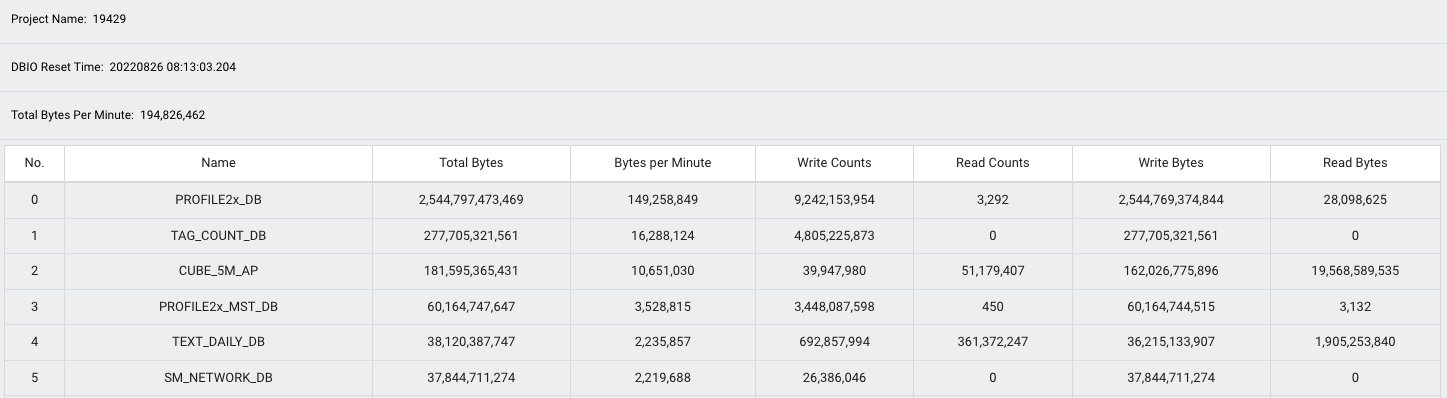 Project Name: 19429
DBIO Reset Time: 20220826 08:13:03.204
Total Bytes Per Minute: 194,826,462
No. Name Total Bytes Bytes per Minute Write Counts Read Counts Write Bytes Read Bytes
0 PROFILE2x_DB 2,544,797,473,469 149,258,849 9,242,153,954 3,292 2,544,769,374,844 28,098,625
1 TAG_COUNT_DB 277,705,321,561 16,288,124 4,805,225,873 0 277,705,321,561 0
2 CUBE_5M_AP 181,595,365,431 10,651,030 39,947,980 51,179,407 162,026,775,896 19,568,589,535
3 PROFILE2x_MST_DB 60,164,747,647 3,528,815 3,448,087,598 450 60,164,744,515 3,132
4 TEXT_DAILY_DB 38,120,387,747 2,235,857 692,857,994 361,372,247 36,215,133,907 1,905,253,840
5 SM_NETWORK_DB 37,844,711,274 2,219,688 26,386,046 0 37,844,711,274 0